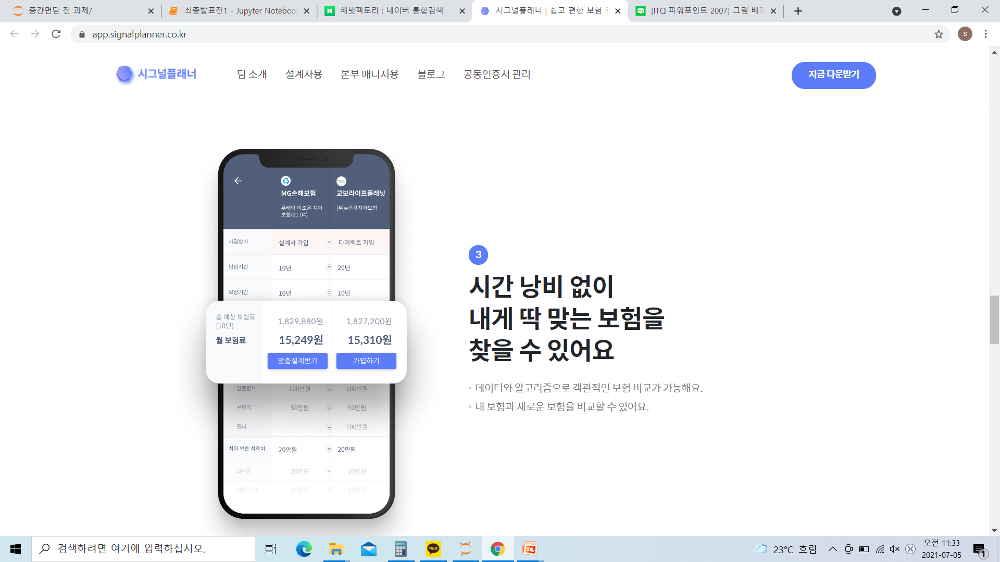 중간면담 전 과제/
최종발표전1 - Jupyter Notebook
해빗팩토리 : 네이버 통합검색
시그널플래너 | 쉽고 편한 보험
[ITQ 파워포인트 2007] 그림 배경
app.signalplanner.co.kr
S
시그널플래너
팀 소개
설계사용
본부 매니저용
블로그
공동인증서 관리
지금 다운받기
MG손해보험
교보라이프플래닛
무배당 이조은 치아
보험(21.04)
(무)e건강치아보험
가입방식
설계사 가입
=
다이렉트 가입
납입기간
10년
=
20년
보장기간
10년
=
10년
총 예상 보험료
(10년)
1,829,880원
1,827,200원
월 보험료
15,249원
15,310원
맞춤설계받기
가입하기
임플란트
100만원
=
100만원
브릿지
50만원
=
50만원
틀니
=
100만원
치아 보존 치료비
20만원
=
20만원
크라운
20만원
=
20만원
10만원
=
10만원
3
시간 낭비 없이
내게 딱 맞는 보험을
찾을 수 있어요
• 데이터와 알고리즘으로 객관적인 보험 비교가 가능해요.
• 내 보험과 새로운 보험을 비교할 수 있어요.
검색하려면 여기에 입력하십시오.
TALK
23°C 흐림
오전 11:33
2021-07-05
1